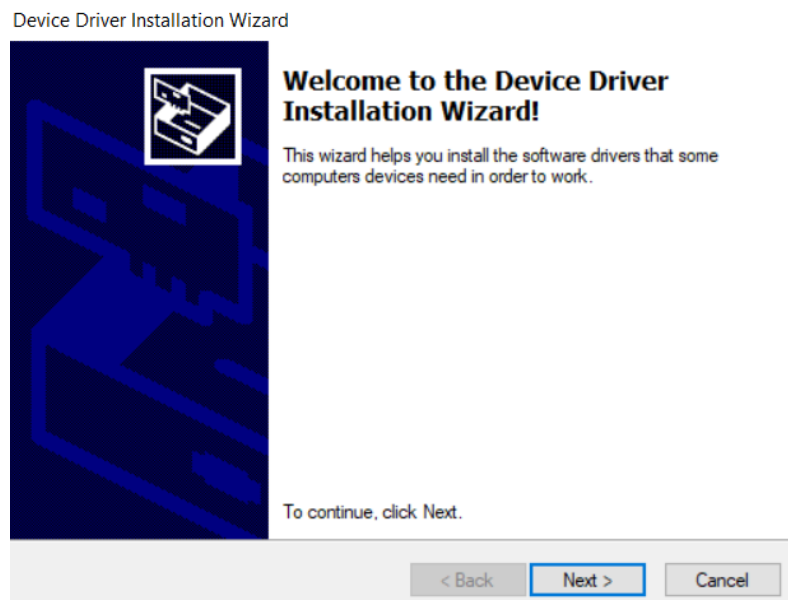 Device Driver Installation Wizard
Welcome to the Device Driver
Installation Wizard!
This wizard helps you install the software drivers that some
computers devices need in order to work.
To continue, click Next.
< Back
Next >
Cancel